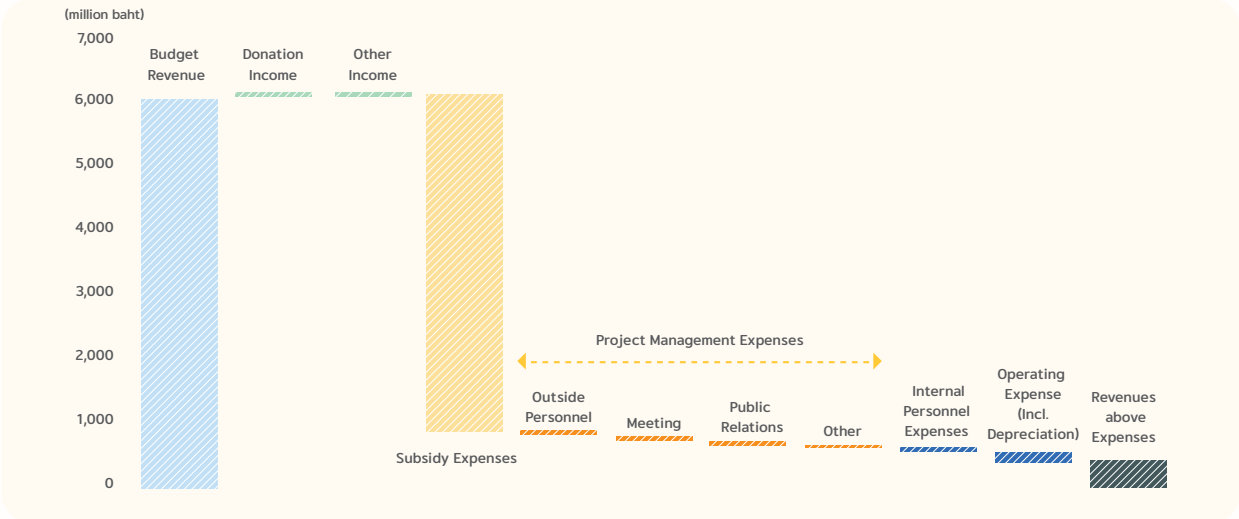 (million baht)
7,000
6,000
5,000
4,000
3,000
2,000
1,000
0
Budget
Revenue
Donation
Income
Other
Income
Subsidy Expenses
Project Management Expenses
Outside
Personnel
Meeting
Public
Relations
Other
Internal
Personnel
Expenses
Operating
Expense
(Incl.
Depreciation)
Revenues
above
Expenses